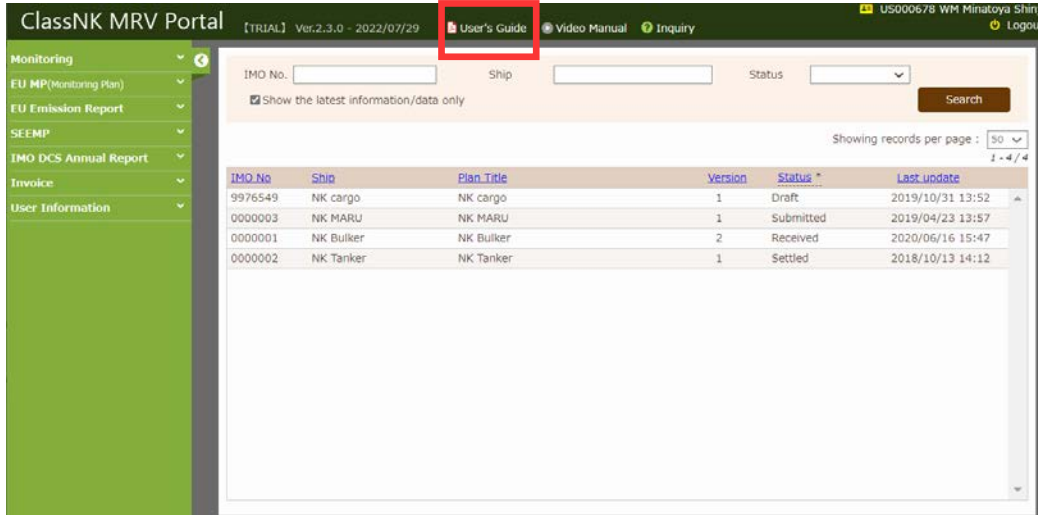 ClassNK MRV Portal 【TRIAL】 Ver.2.3.0 - 2022/07/29 User's Guide Video Manual Inquiry
US000678 WM Minatoya Shin
Logou
Monitoring
EU MP(Monitoring Plan)
EU Emission Report
SEEMP
IMO DCS Annual Report
Invoice
User Information
IMO No. Ship Status
Show the latest information/data only
Search
Showing records per page : 50
1 - 4 / 4
IMO No Ship Plan Title Version Status * Last update
9976549 NK cargo NK cargo 1 Draft 2019/10/31 13:52
0000003 NK MARU NK MARU 1 Submitted 2019/04/23 13:57
0000001 NK Bulker NK Bulker 2 Received 2020/06/16 15:47
0000002 NK Tanker NK Tanker 1 Settled 2018/10/13 14:12